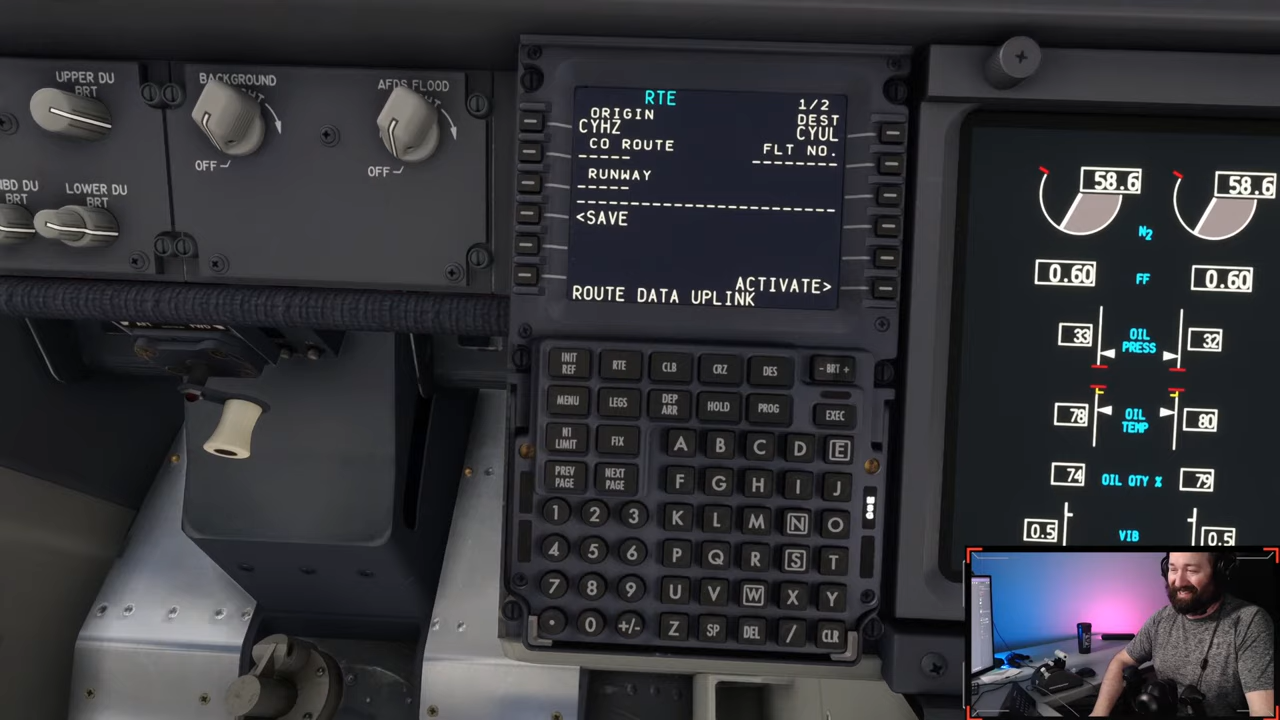 UPPER DU
BRT
BACKGROUND
OFF
AFDS FLOOD
OFF
BRT
LOWER DU
BRT
RTE
1/2
ORIGIN
DEST
CYHZ
CYUL
CO ROUTE
FLT NO.
-----
--------
RUNWAY
-----
<SAVE
ACTIVATE>
ROUTE DATA UPLINK
INIT
REF
RTE
CLB
CRZ
DES
- BRT +
MENU
LEGS
DEP
ARR
HOLD
PROG
EXEC
N1
LIMIT
FIX
PREV
PAGE
NEXT
PAGE
A B C D E
F G H I J
K L M N O
P Q R S T
U V W X Y
Z SP DEL / CLR
1 2 3
4 5 6
7 8 9
. 0 +/-
58.6
58.6
N2
0.60
FF
0.60
33
OIL
PRESS
32
78
OIL
TEMP
80
74
OIL QTY %
79
0.5
VIB
0.5